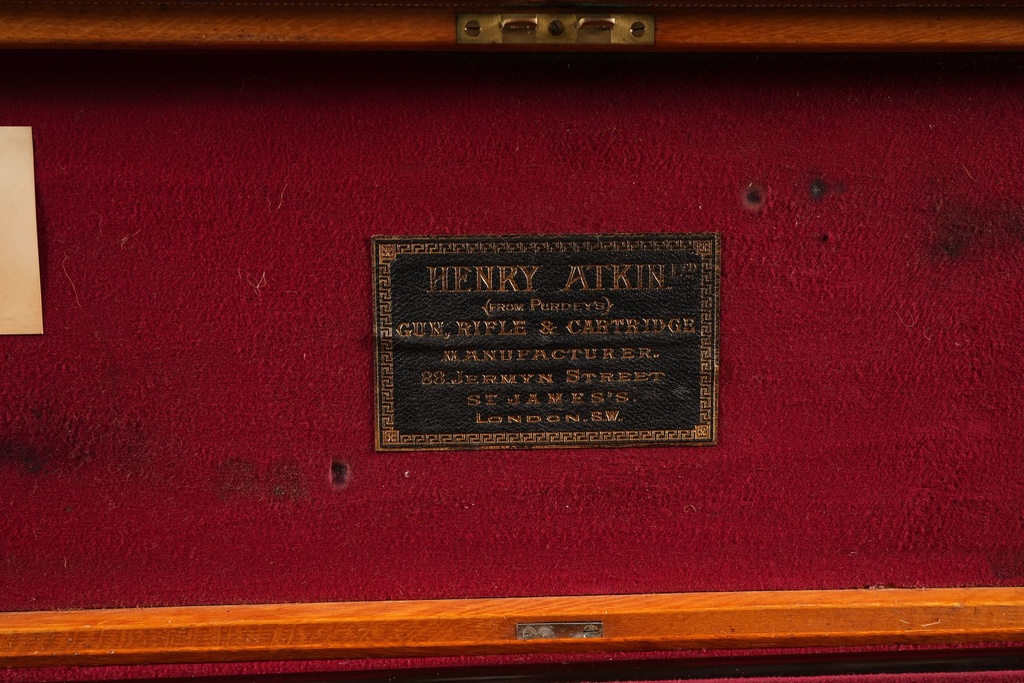 HENRY ATKIN LTD
(FROM PURDEY'S)
GUN, RIFLE & CARTRIDGE
MANUFACTURER.
88. JERMYN STREET
ST JAMES'S.
LONDON. S.W.